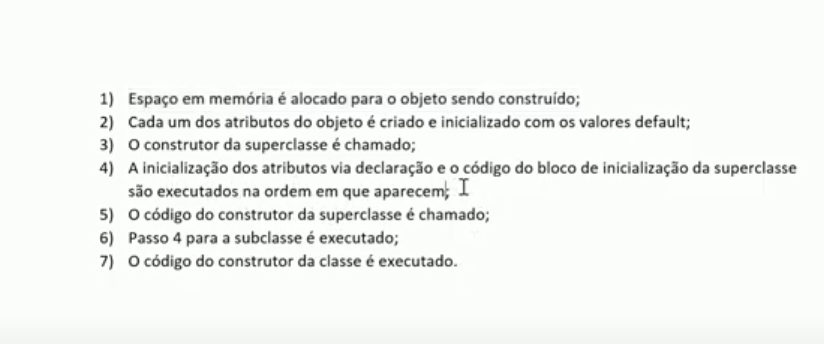 1) Espaço em memória é alocado para o objeto sendo construído;
2) Cada um dos atributos do objeto é criado e inicializado com os valores default;
3) O construtor da superclasse é chamado;
4) A inicialização dos atributos via declaração e o código do bloco de inicialização da superclasse
são executados na ordem em que aparecem;
5) O código do construtor da superclasse é chamado;
6) Passo 4 para a subclasse é executado;
7) O código do construtor da classe é executado.